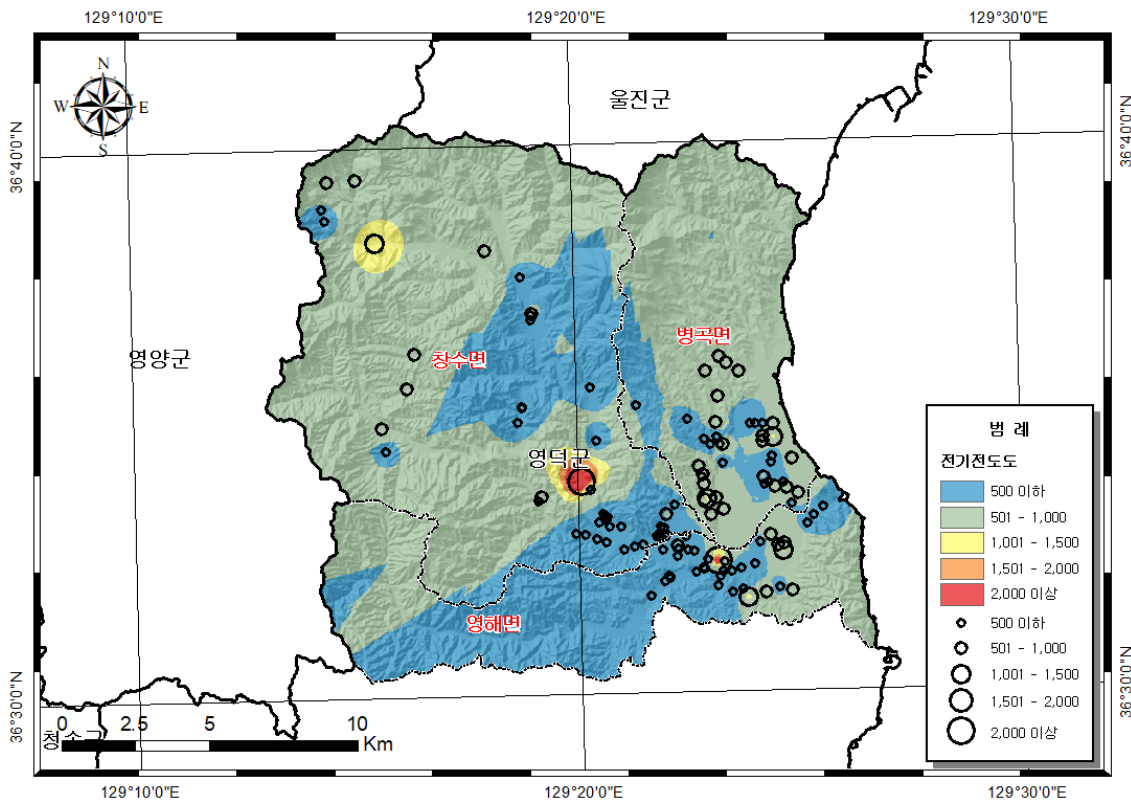 129°10'0"E
129°20'0"E
129°30'0"E
N
W
E
S
울진군
36°40'0"N
36°40'0"N
영양군
창수면
병곡면
영덕군
영해면
범 례
전기전도도
500 이하
501 - 1,000
1,001 - 1,500
1,501 - 2,000
2,000 이상
500 이하
501 - 1,000
1,001 - 1,500
1,501 - 2,000
2,000 이상
36°30'0"N
36°30'0"N
0
2.5
5
10
Km
청송군
129°10'0"E
129°20'0"E
129°30'0"E